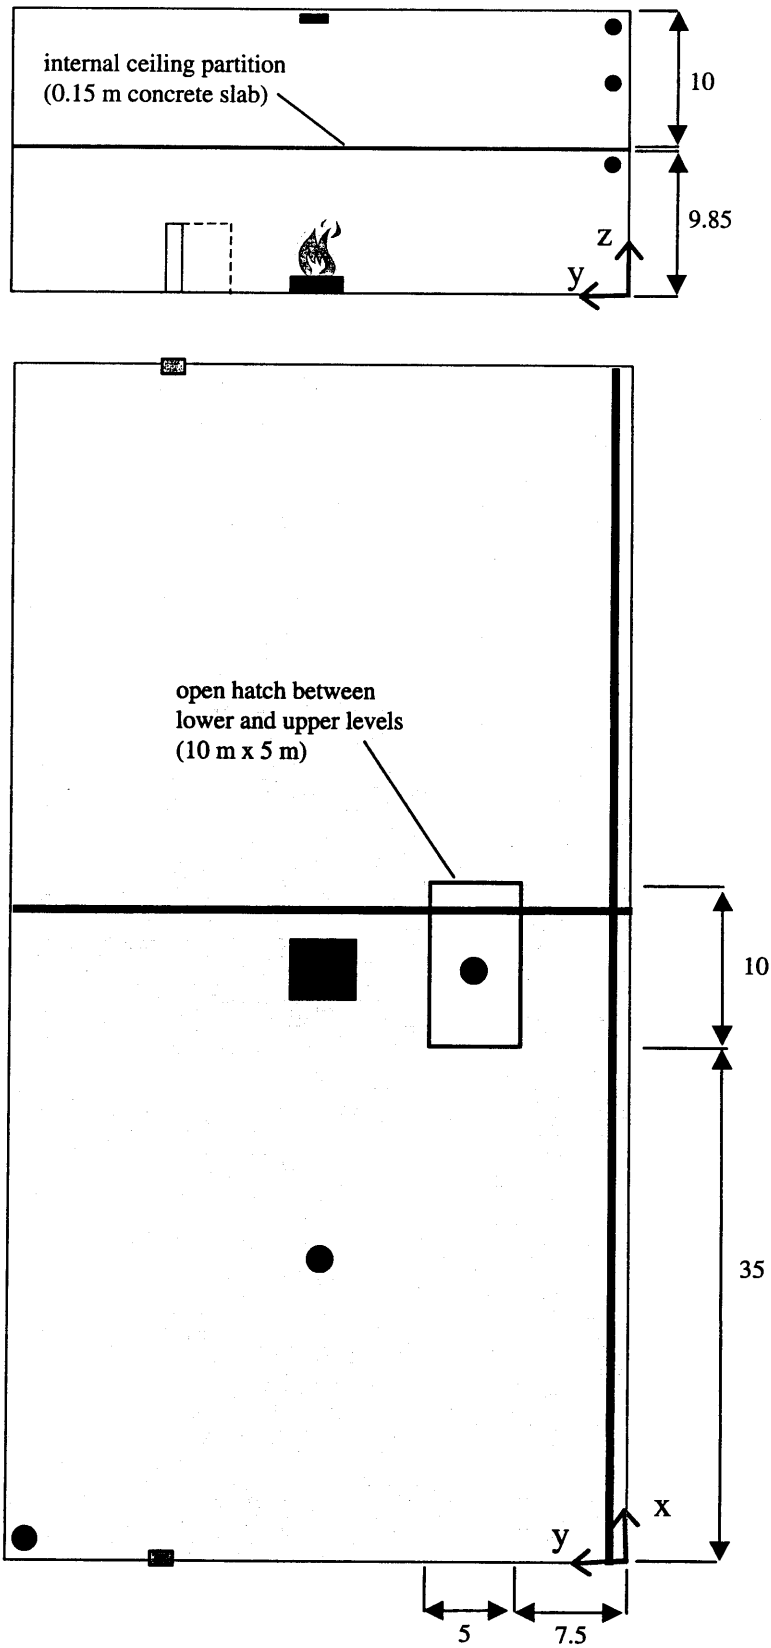 internal ceiling partition
(0.15 m concrete slab)
10
9.85
z
y
open hatch between
lower and upper levels
(10 m x 5 m)
10
35
x
y
5
7.5